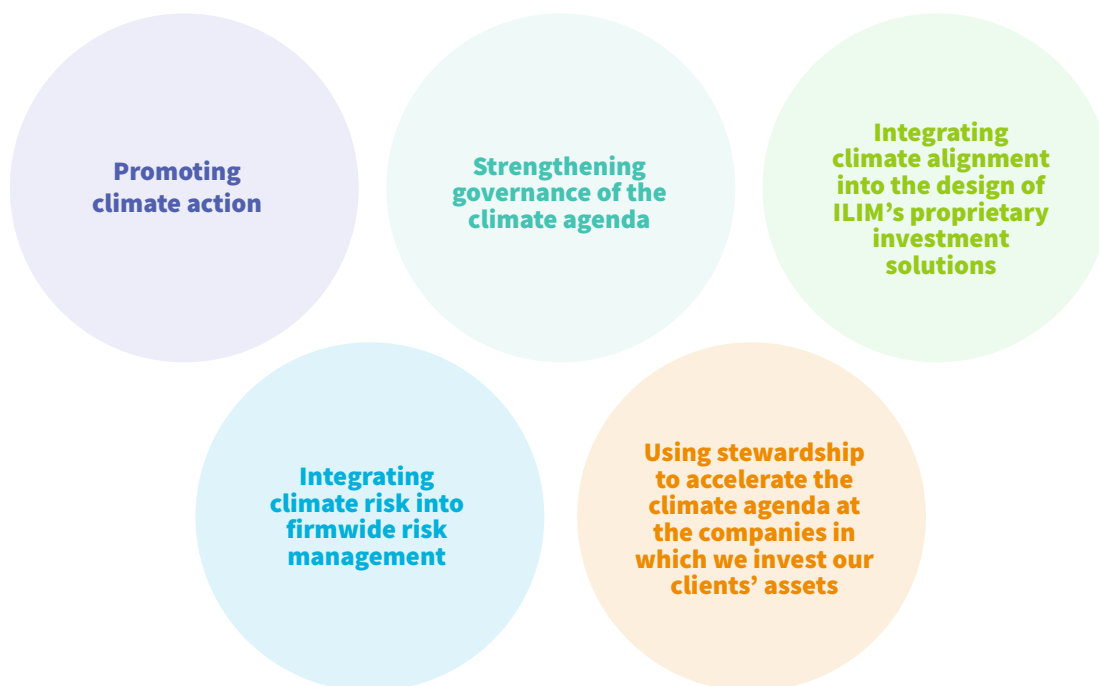 Promoting
climate action
Strengthening
governance of the
climate agenda
Integrating
climate alignment
into the design of
ILIM’s proprietary
investment
solutions
Integrating
climate risk into
firmwide risk
management
Using stewardship
to accelerate the
climate agenda at
the companies in
which we invest our
clients’ assets